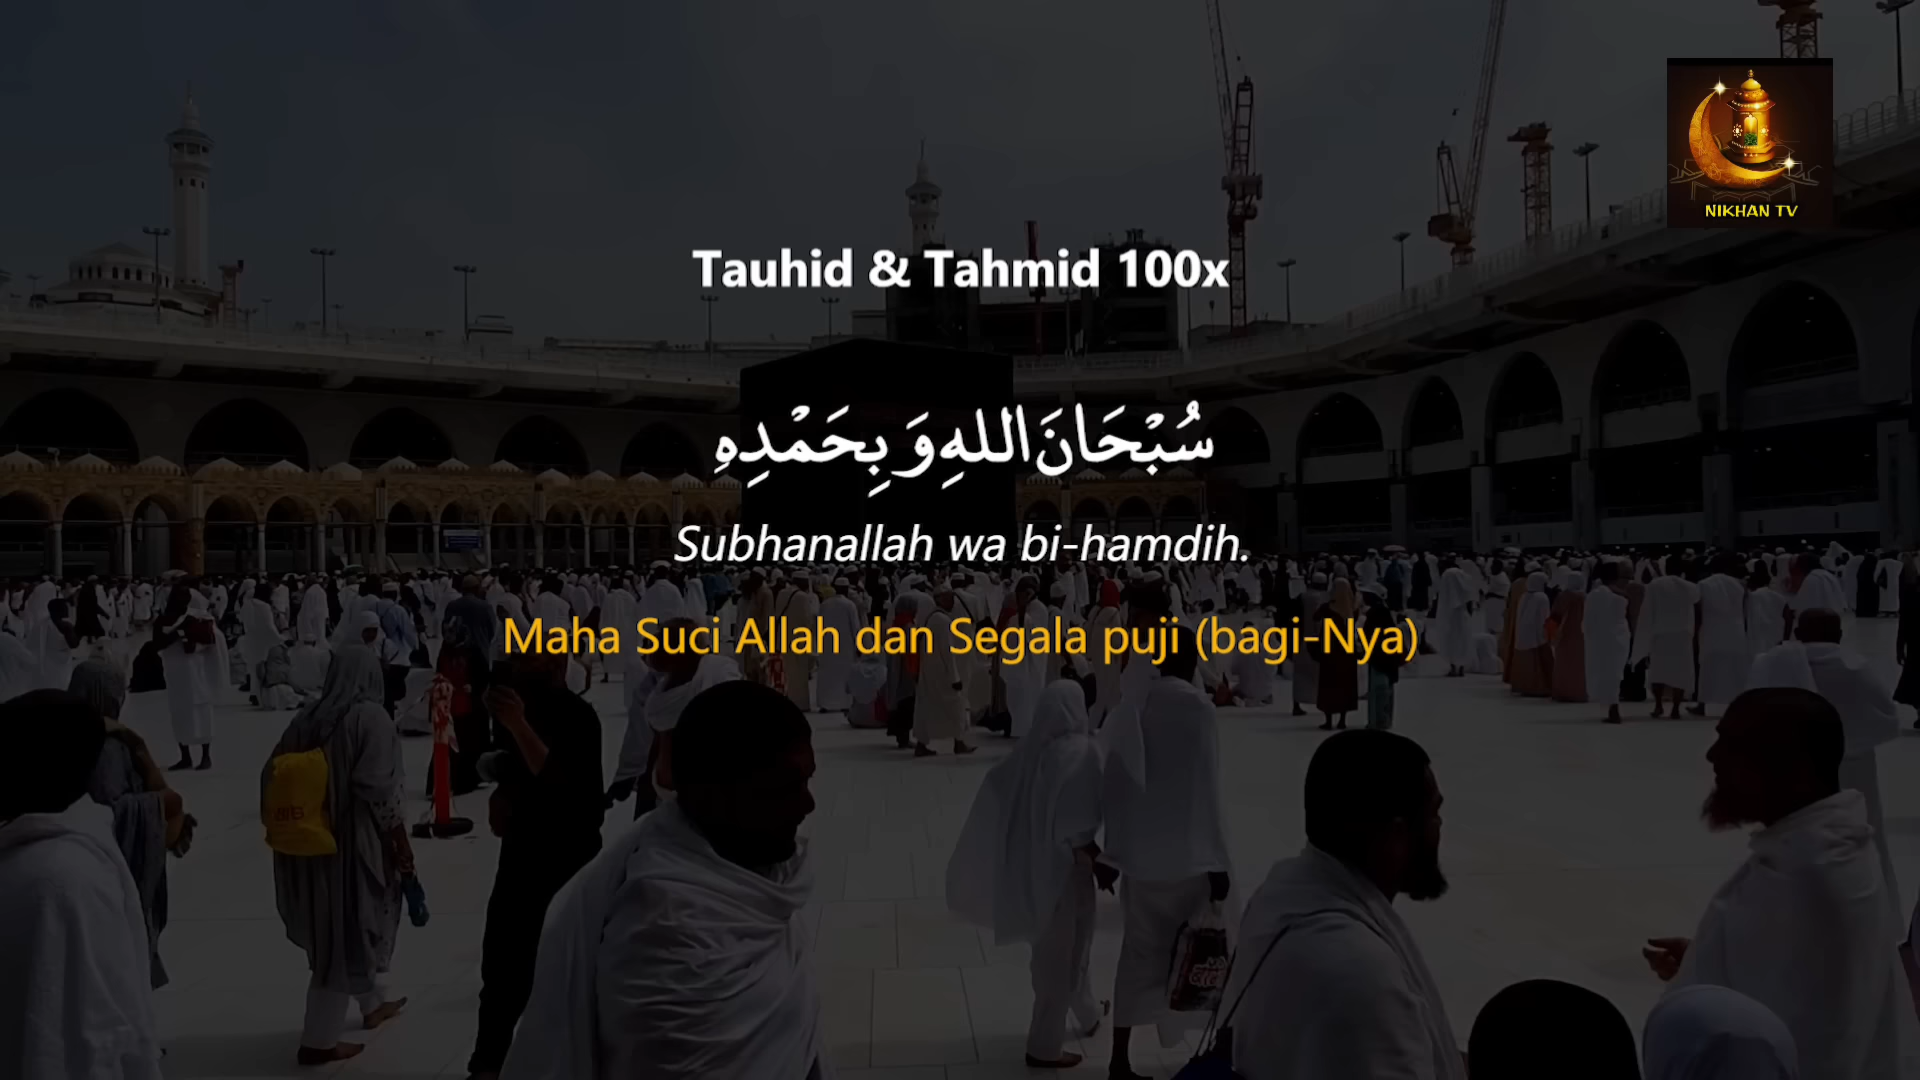 NIKHAN TV
Tauhid & Tahmid 100x
سُبْحَانَ اللهِ وَ بِحَمْدِهِ
Subhanallah wa bi-hamdih.
Maha Suci Allah dan Segala puji (bagi-Nya)